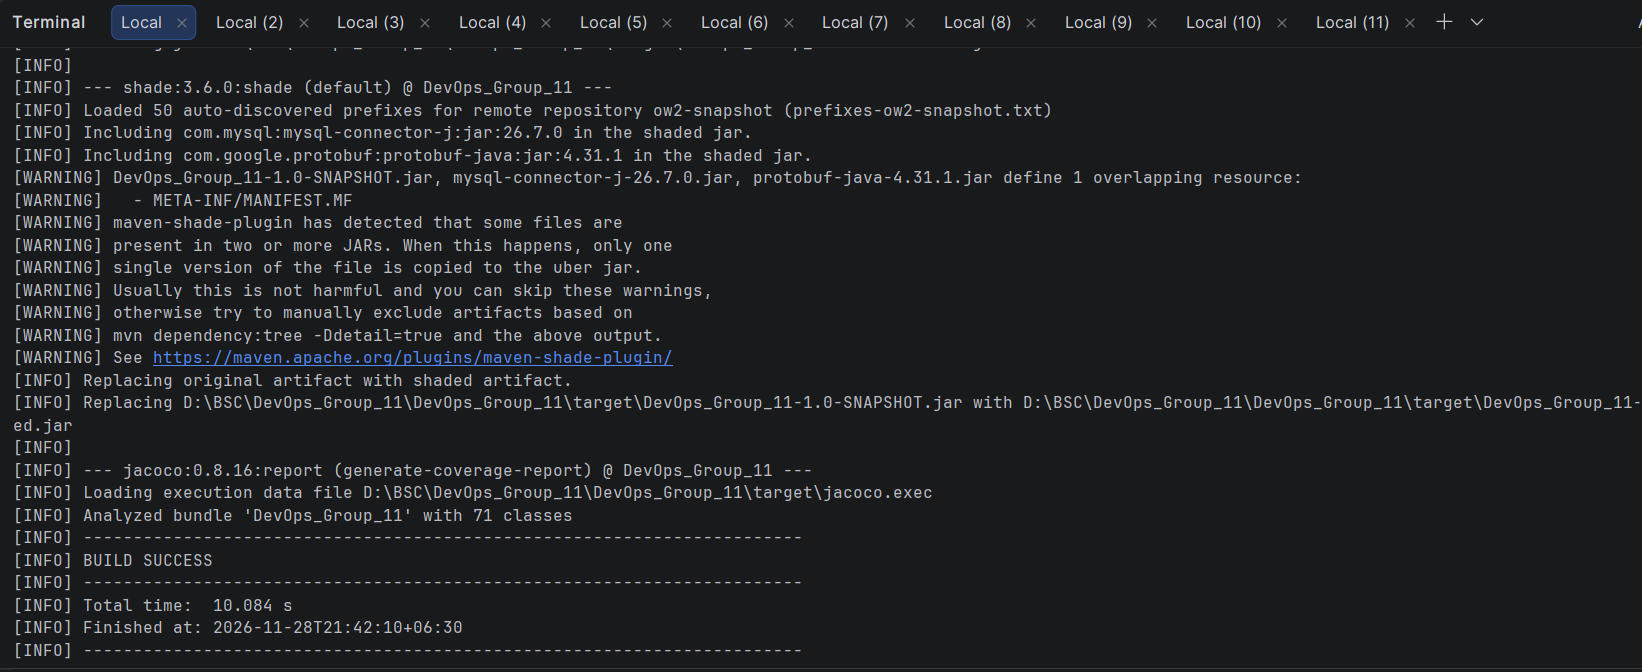 Terminal Local × Local (2) × Local (3) × Local (4) × Local (5) × Local (6) × Local (7) × Local (8) × Local (9) × Local (10) × Local (11) ×
[INFO]
[INFO] --- shade:3.6.0:shade (default) @ DevOps_Group_11 ---
[INFO] Loaded 50 auto-discovered prefixes for remote repository ow2-snapshot (prefixes-ow2-snapshot.txt)
[INFO] Including com.mysql:mysql-connector-j:jar:26.7.0 in the shaded jar.
[INFO] Including com.google.protobuf:protobuf-java:jar:4.31.1 in the shaded jar.
[WARNING] DevOps_Group_11-1.0-SNAPSHOT.jar, mysql-connector-j-26.7.0.jar, protobuf-java-4.31.1.jar define 1 overlapping resource:
[WARNING]   - META-INF/MANIFEST.MF
[WARNING] maven-shade-plugin has detected that some files are
[WARNING] present in two or more JARs. When this happens, only one
[WARNING] single version of the file is copied to the uber jar.
[WARNING] Usually this is not harmful and you can skip these warnings,
[WARNING] otherwise try to manually exclude artifacts based on
[WARNING] mvn dependency:tree -Ddetail=true and the above output.
[WARNING] See https://maven.apache.org/plugins/maven-shade-plugin/
[INFO] Replacing original artifact with shaded artifact.
[INFO] Replacing D:\BSC\DevOps_Group_11\DevOps_Group_11\target\DevOps_Group_11-1.0-SNAPSHOT.jar with D:\BSC\DevOps_Group_11\DevOps_Group_11\target\DevOps_Group_11-
ed.jar
[INFO]
[INFO] --- jacoco:0.8.16:report (generate-coverage-report) @ DevOps_Group_11 ---
[INFO] Loading execution data file D:\BSC\DevOps_Group_11\DevOps_Group_11\target\jacoco.exec
[INFO] Analyzed bundle 'DevOps_Group_11' with 71 classes
[INFO] ------------------------------------------------------------------------
[INFO] BUILD SUCCESS
[INFO] ------------------------------------------------------------------------
[INFO] Total time:  10.084 s
[INFO] Finished at: 2026-11-28T21:42:10+06:30
[INFO] ------------------------------------------------------------------------